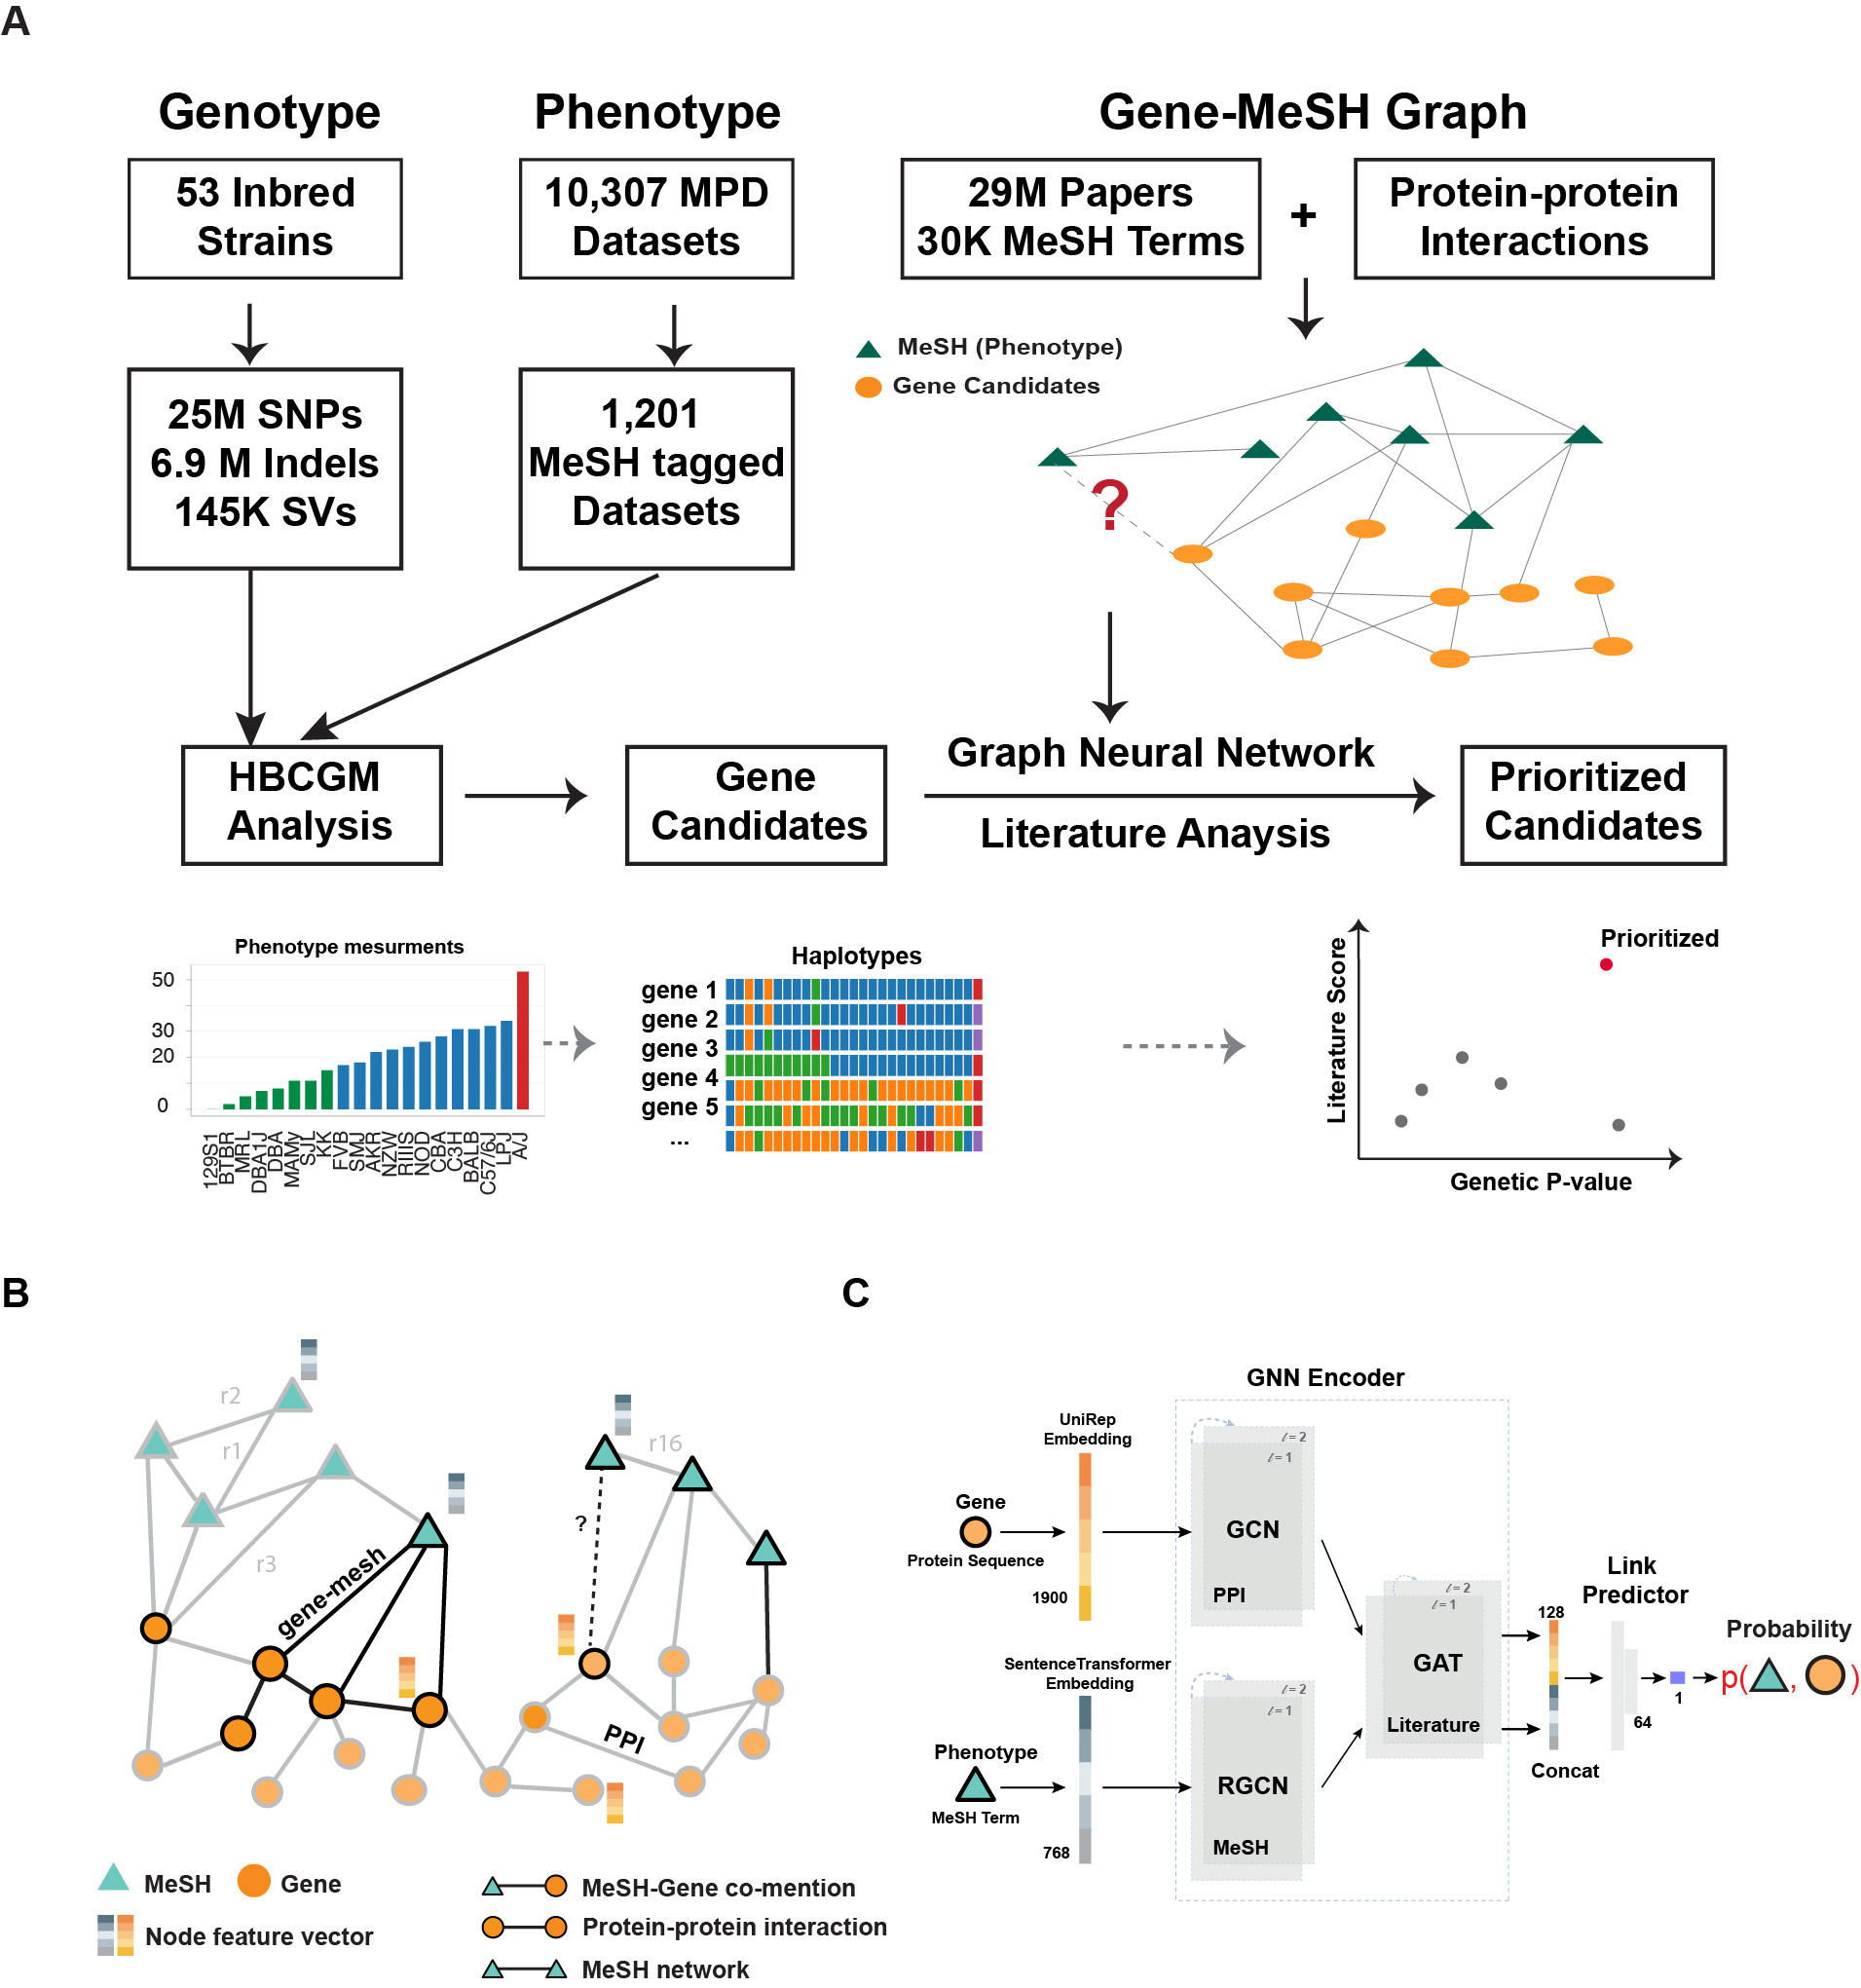 A
Genotype
Phenotype
Gene-MeSH Graph
53 Inbred
Strains
10,307 MPD
Datasets
29M Papers
30K MeSH Terms
+
Protein-protein
Interactions
25M SNPs
6.9 M Indels
145K SVs
1,201
MeSH tagged
Datasets
MeSH (Phenotype)
Gene Candidates
?
HBCGM
Analysis
Gene
Candidates
Graph Neural Network
Literature Anaysis
Prioritized
Candidates
Phenotype mesurments
50
30
20
0
129S1
BTBR
MRL
DBA1J
DBA
MAMy
SJL
KK
FVB
SMJ
AKR
NZW
RIIIS
NOD
CBA
C3H
BALB
C57/6J
LPJ
A/J
Haplotypes
gene 1
gene 2
gene 3
gene 4
gene 5
...
Literature Score
Prioritized
Genetic P-value
B
r2
r1
r3
gene-mesh
r16
?
PPI
MeSH
Gene
Node feature vector
MeSH-Gene co-mention
Protein-protein interaction
MeSH network
C
GNN Encoder
UniRep
Embedding
Gene
Protein Sequence
1900
ℓ = 2
ℓ = 1
GCN
PPI
SentenceTransformer
Embedding
Phenotype
MeSH Term
768
ℓ = 2
ℓ = 1
RGCN
MeSH
ℓ = 2
ℓ = 1
GAT
Literature
128
Concat
Link
Predictor
64
1
Probability
p( , )